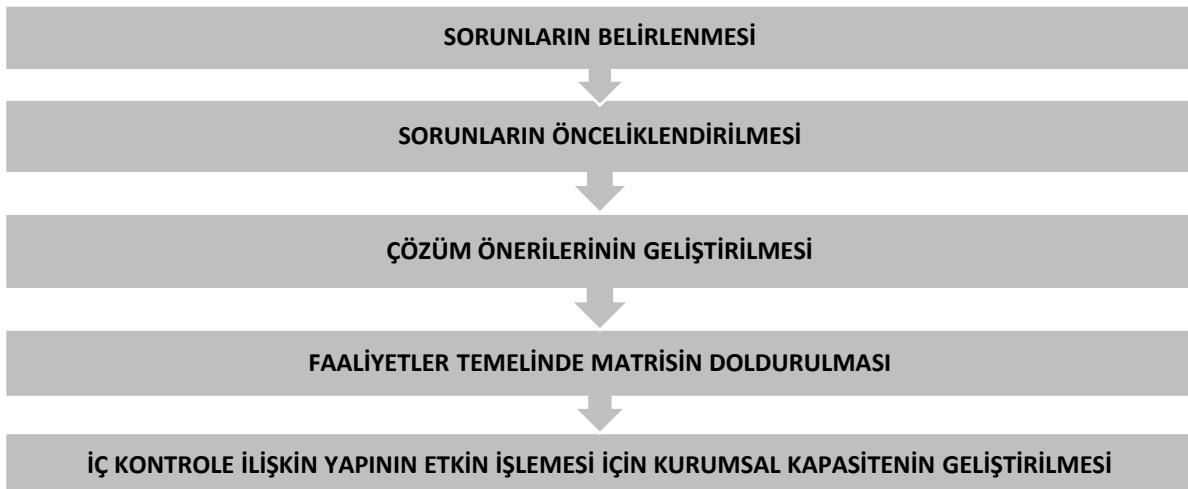 SORUNLARIN BELİRLENMESİ
SORUNLARIN ÖNCELİKLENDİRİLMESİ
ÇÖZÜM ÖNERİLERİNİN GELİŞTİRİLMESİ
FAALİYETLER TEMELİNDE MATRİSİN DOLDURULMASI
İÇ KONTROLE İLİŞKİN YAPININ ETKİN İŞLEMESİ İÇİN KURUMSAL KAPASİTENİN GELİŞTİRİLMESİ